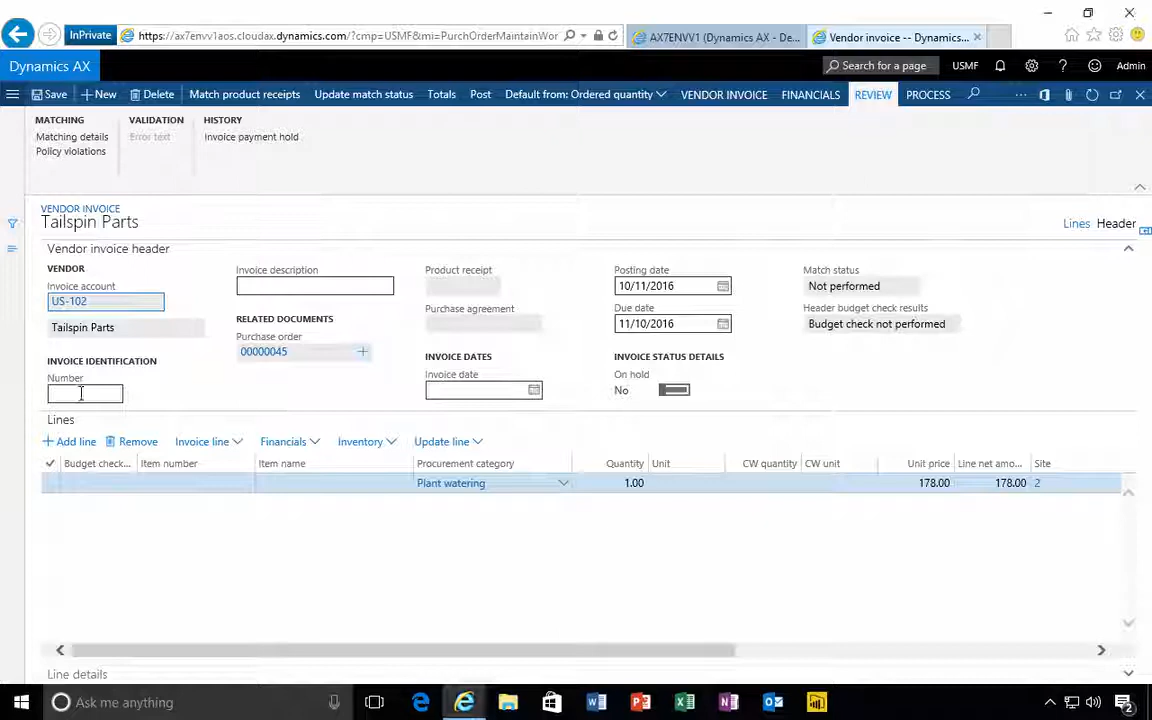 InPrivate
https://ax7envv1aos.cloudax.dynamics.com/?cmp=USMF&mi=PurchOrderMaintainWor
AX7ENVV1 (Dynamics AX - De...
Vendor invoice -- Dynamics...
Dynamics AX
Search for a page
USMF
Admin
Save
New
Delete
Match product receipts
Update match status
Totals
Post
Default from: Ordered quantity
VENDOR INVOICE
FINANCIALS
REVIEW
PROCESS
MATCHING
VALIDATION
HISTORY
Matching details
Error text
Invoice payment hold
Policy violations
VENDOR INVOICE
Tailspin Parts
Lines Header
Vendor invoice header
VENDOR
Invoice account
US-102
Tailspin Parts
INVOICE IDENTIFICATION
Number
Invoice description
RELATED DOCUMENTS
Purchase order
00000045
Product receipt
Purchase agreement
INVOICE DATES
Invoice date
Posting date
10/11/2016
Due date
11/10/2016
INVOICE STATUS DETAILS
On hold
No
Match status
Not performed
Header budget check results
Budget check not performed
Lines
Add line
Remove
Invoice line
Financials
Inventory
Update line
Budget check... Item number Item name Procurement category Quantity Unit CW quantity CW unit Unit price Line net amo... Site
Plant watering 1.00 178.00 178.00 2
Line details
Ask me anything
2